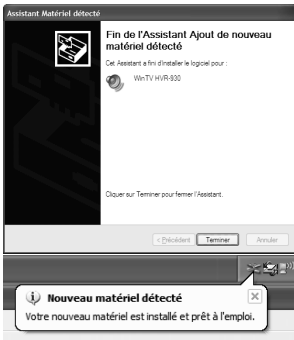 Assistant Matériel détecté
Fin de l'Assistant Ajout de nouveau
matériel détecté
Cet Assistant a fini d'installer le logiciel pour :
WinTV HVR-930
Cliquer sur Terminer pour fermer l'Assistant.
< Précédent
Terminer
Annuler
Nouveau matériel détecté
Votre nouveau matériel est installé et prêt à l'emploi.